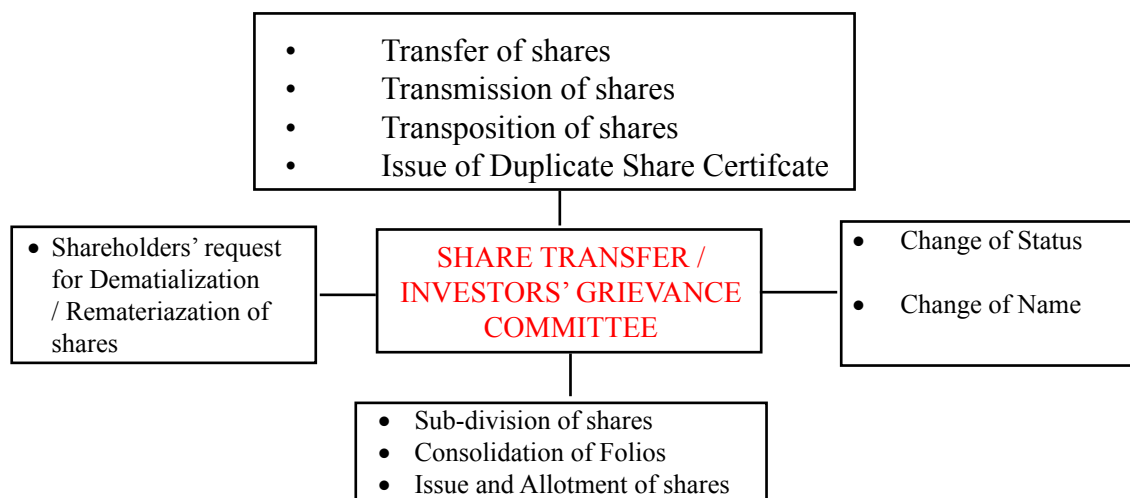 • Transfer of shares
• Transmission of shares
• Transposition of shares
• Issue of Duplicate Share Certifcate
• Shareholders’ request
for Dematialization
/ Remateriazation of
shares
SHARE TRANSFER /
INVESTORS’ GRIEVANCE
COMMITTEE
• Change of Status
• Change of Name
• Sub-division of shares
• Consolidation of Folios
• Issue and Allotment of shares